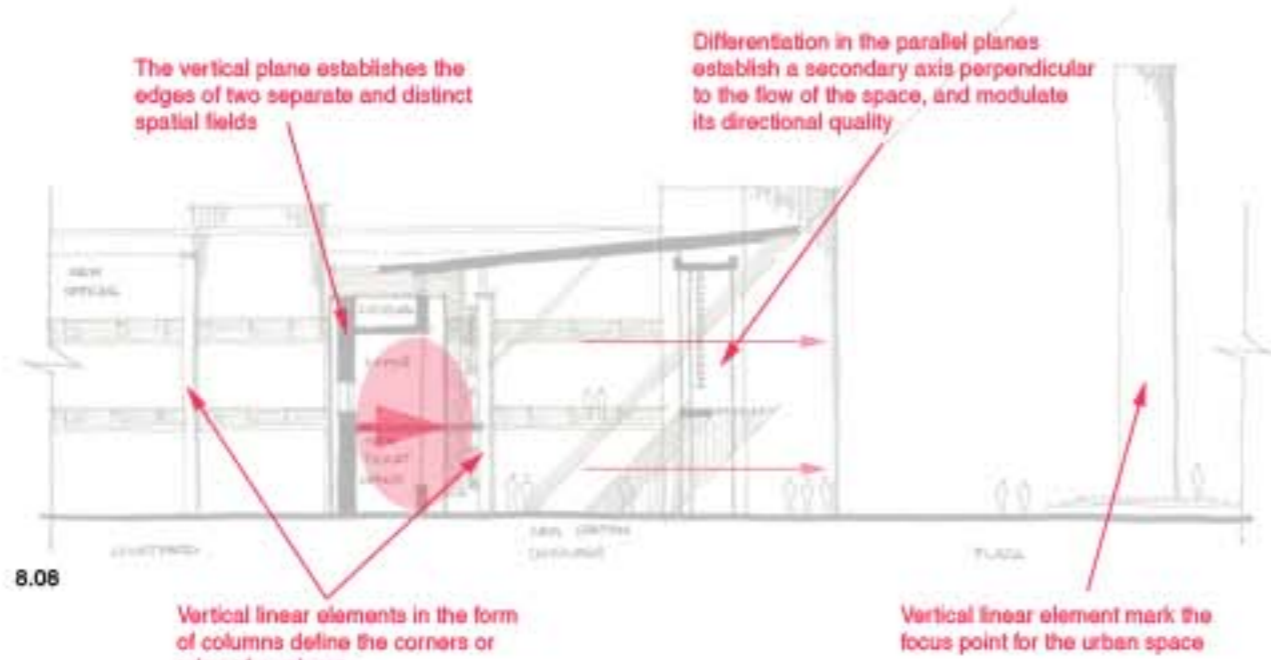 The vertical plane establishes the
edges of two separate and distinct
spatial fields
Differentiation in the parallel planes
establish a secondary axis perpendicular
to the flow of the space, and modulate
its directional quality
NEW
COURTYARD
PLAZA
8.08
Vertical linear elements in the form
of columns define the corners or
Vertical linear element mark the
focus point for the urban space